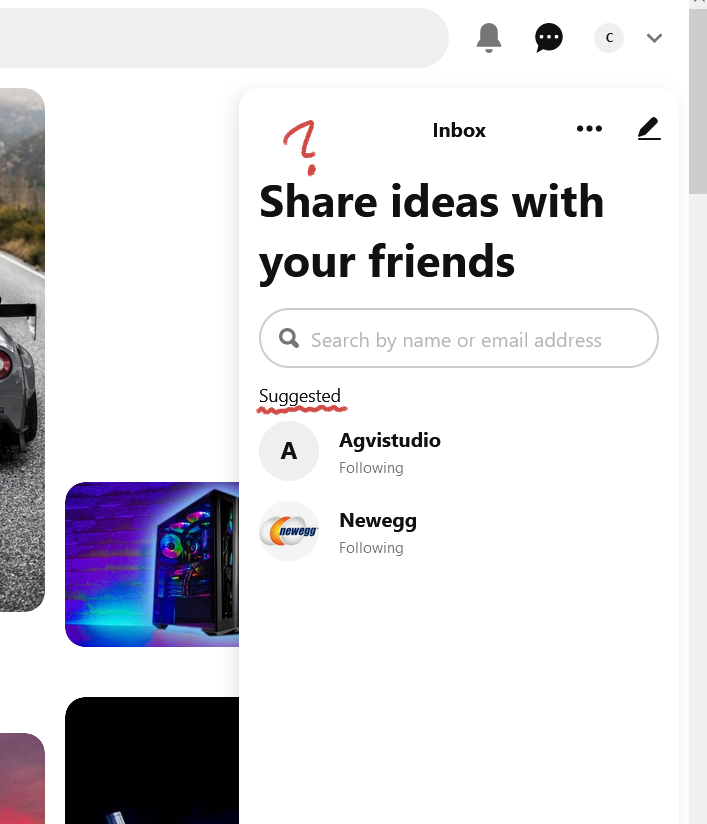 C
?
Inbox
Share ideas with
your friends
Search by name or email address
Suggested
A
Agvistudio
Following
newegg
Newegg
Following